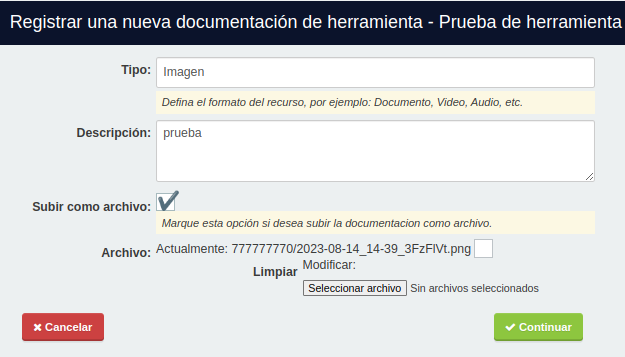 Registrar una nueva documentación de herramienta - Prueba de herramienta
Tipo: Imagen
Defina el formato del recurso, por ejemplo: Documento, Video, Audio, etc.
Descripción: prueba
Subir como archivo:
Marque esta opción si desea subir la documentacion como archivo.
Archivo: Actualmente: 777777770/2023-08-14_14-39_3FzFlVt.png
Limpiar Modificar:
Seleccionar archivo Sin archivos seleccionados
Cancelar Continuar